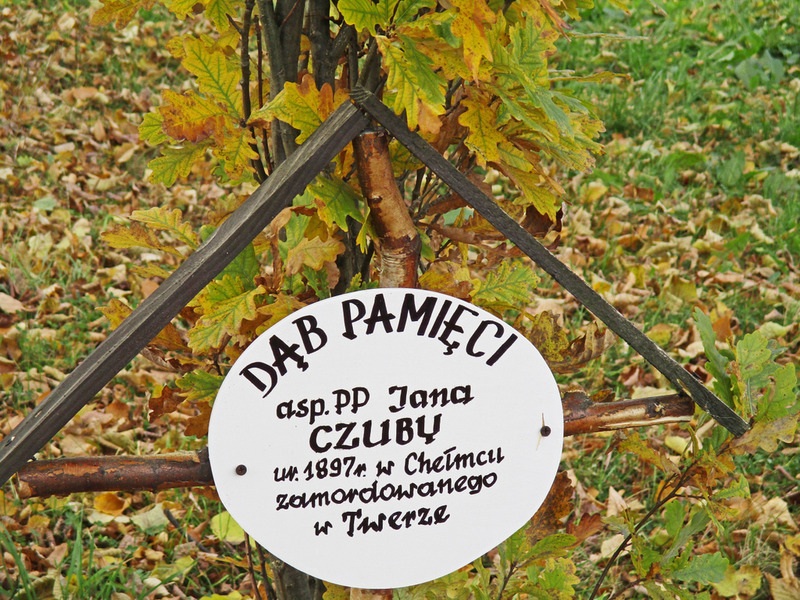 DĄB PAMIĘCI
asp. PP Jana
CZUBY
ur. 1897r. w Chełmcu
zamordowanego
w Twerze